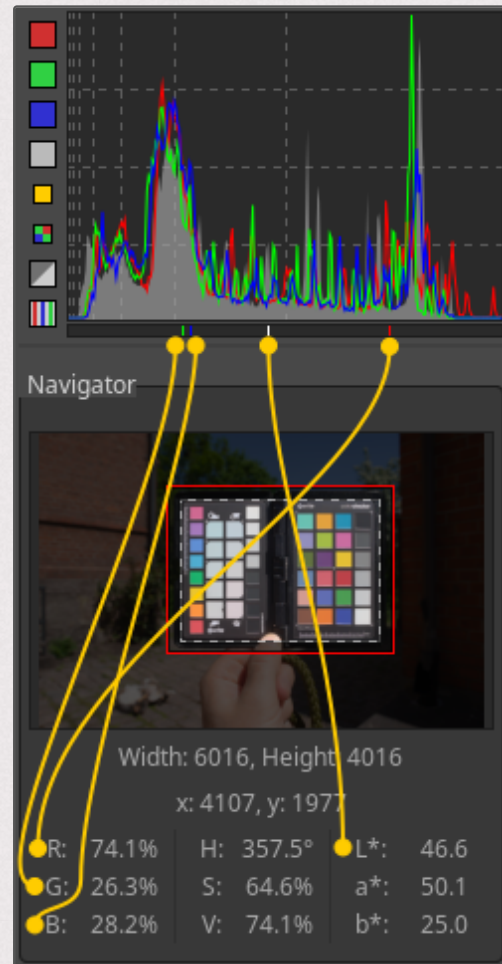 Navigator
Width: 6016, Height: 4016
x: 4107, y: 1977
R: 74.1% H: 357.5° L*: 46.6
G: 26.3% S: 64.6% a*: 50.1
B: 28.2% V: 74.1% b*: 25.0